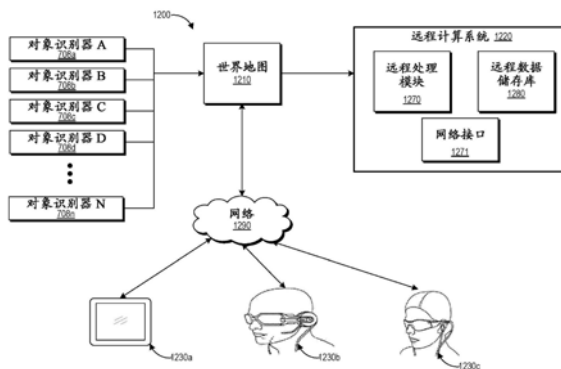 1200
对象识别器 A
708a
对象识别器 B
708b
对象识别器 C
708c
对象识别器 D
708d
对象识别器 N
708n
世界地图
1210
远程计算系统 1220
远程处理
模块
1270
远程数据
储存库
1280
网络接口
1271
网络
1290
1230a
1230b
1230c